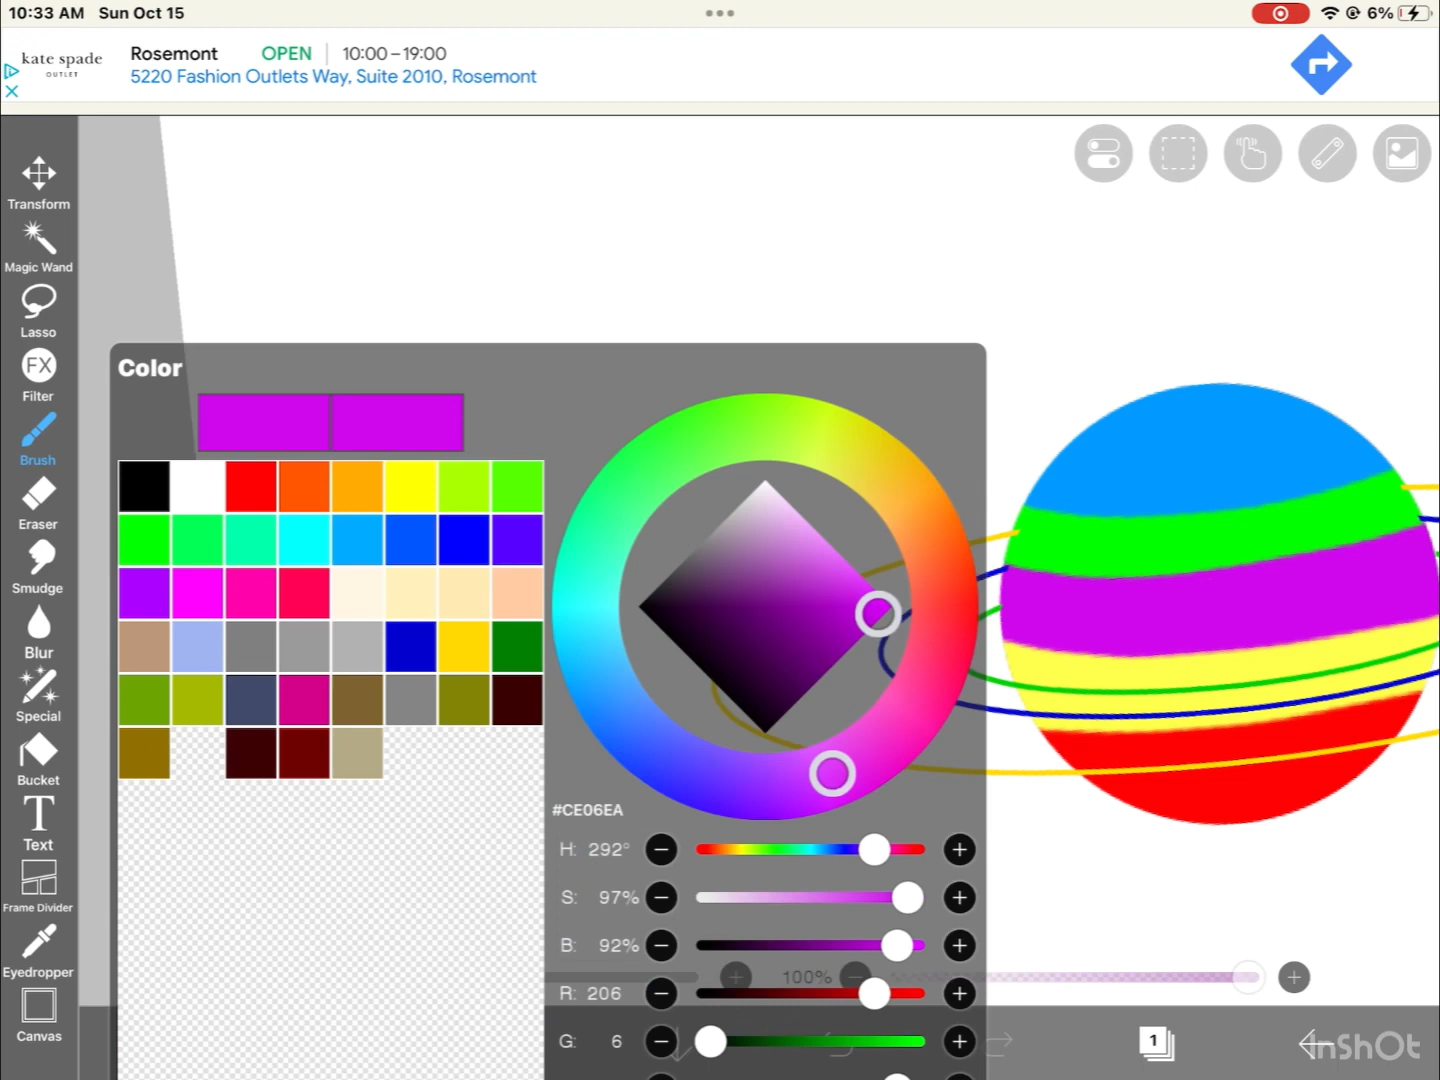 10:33 AM Sun Oct 15
6%
kate spade
OUTLET
Rosemont OPEN 10:00 – 19:00
5220 Fashion Outlets Way, Suite 2010, Rosemont
Transform
Magic Wand
Lasso
FX
Filter
Brush
Eraser
Smudge
Blur
Special
Bucket
T
Text
Frame Divider
Eyedropper
Canvas
Color
#CE06EA
H: 292°
S: 97%
B: 92%
100%
R: 206
G: 6
1
InShOt